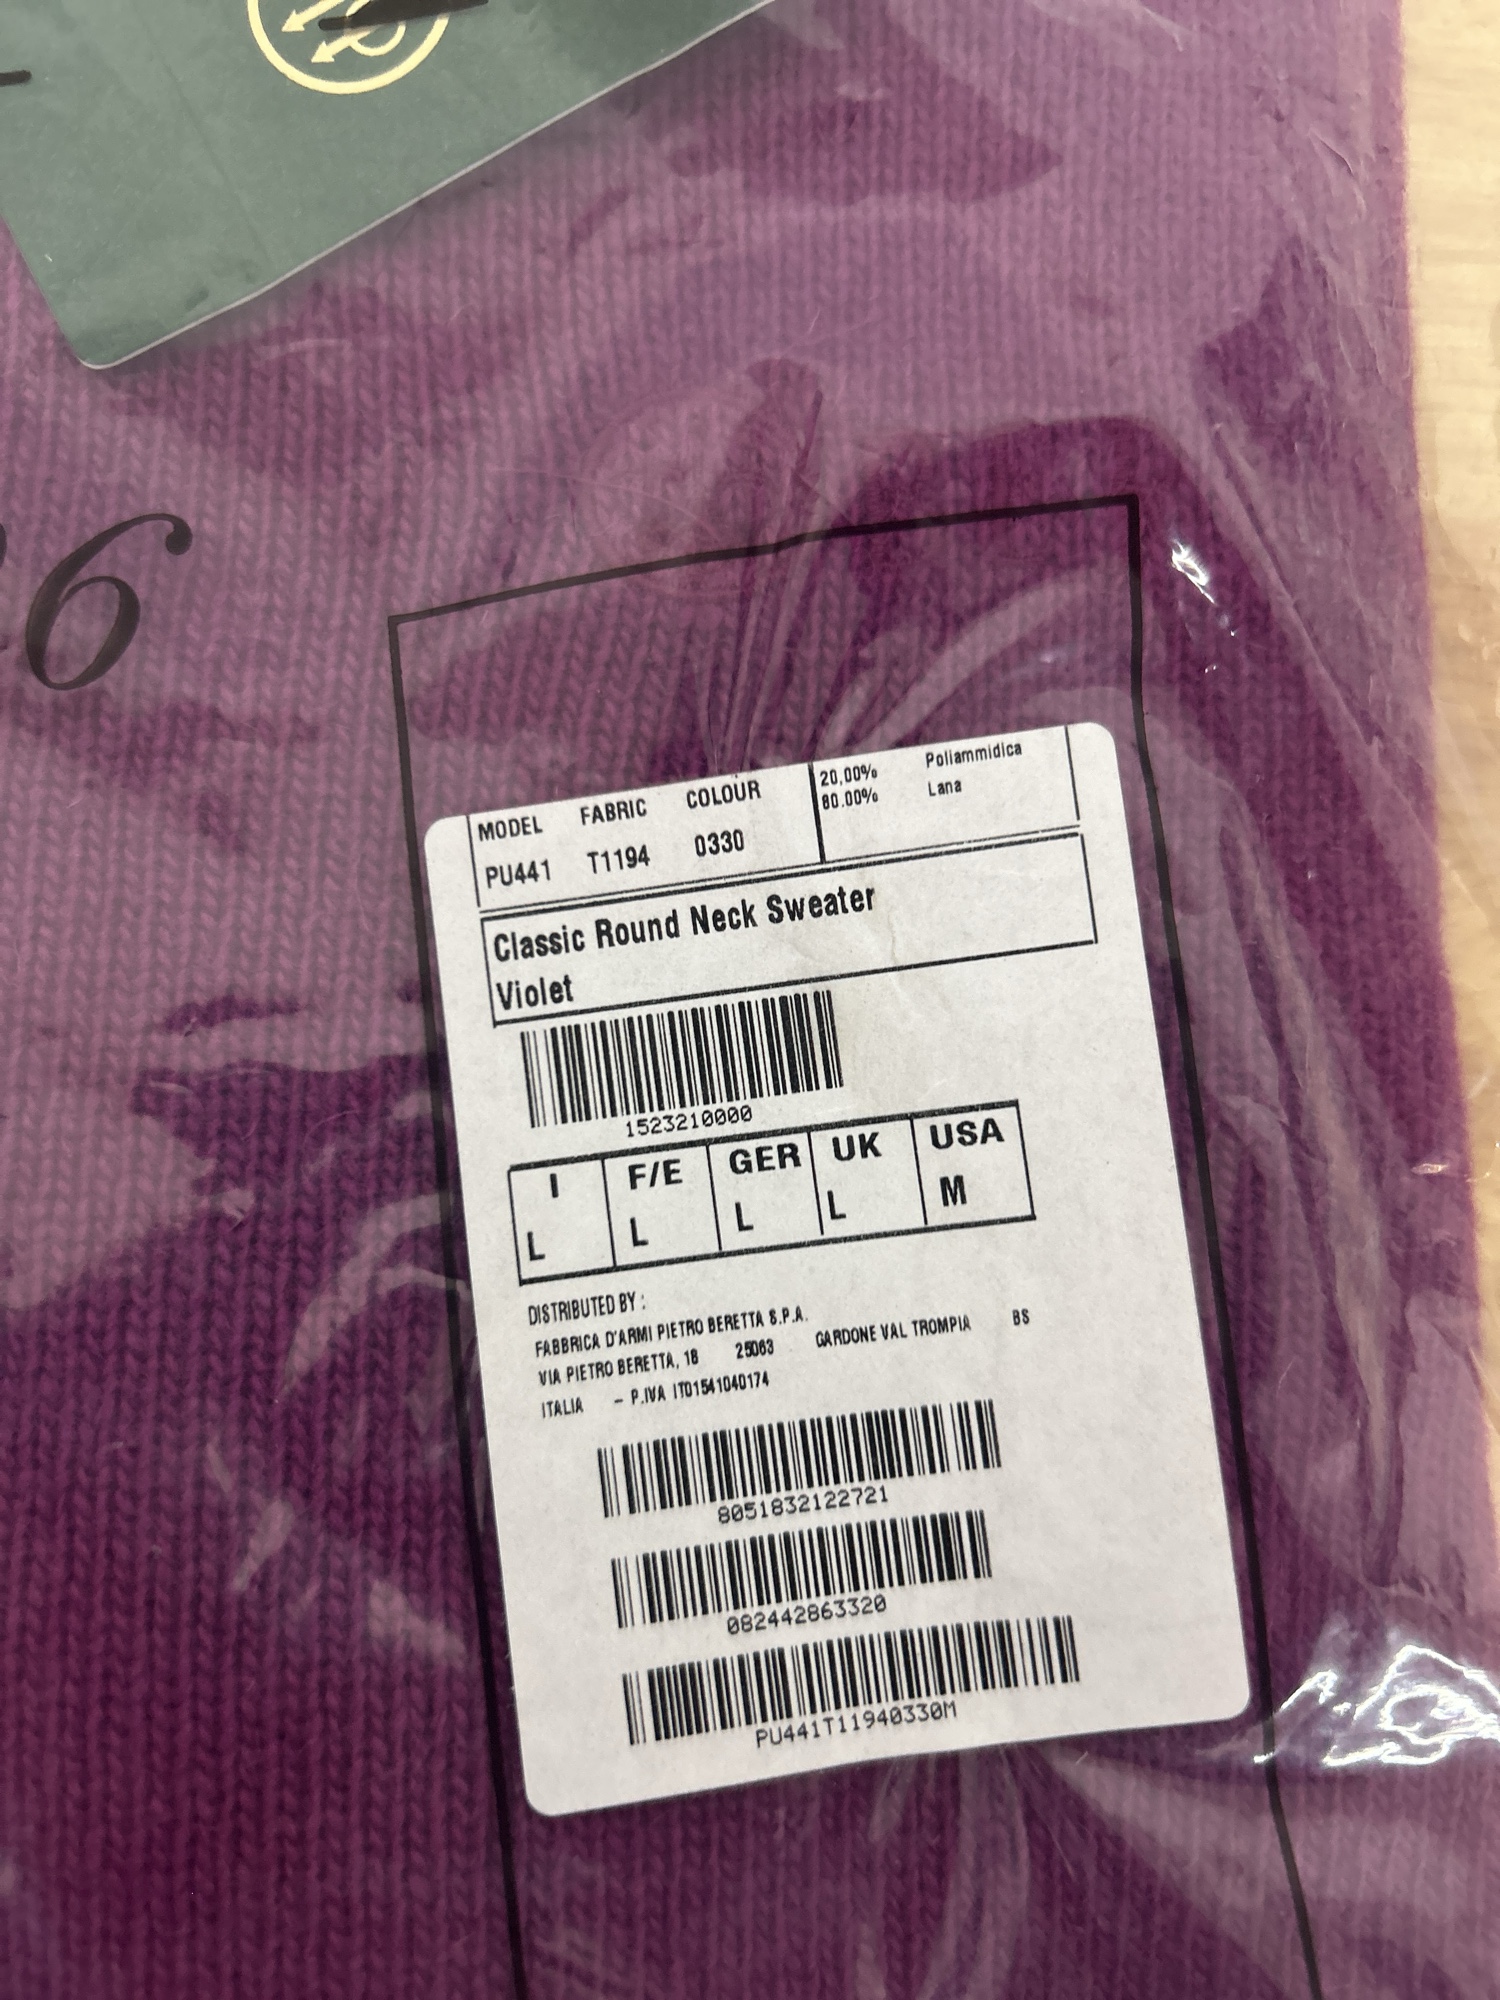 26
MODEL FABRIC COLOUR 20,00% Poliammidica
PU441 T1194 0330 80.00% Lana
Classic Round Neck Sweater
Violet
1523210000
I F/E GER UK USA
L L L L M
DISTRIBUTED BY :
FABBRICA D'ARMI PIETRO BERETTA S.P.A.
VIA PIETRO BERETTA, 18 25063 GARDONE VAL TROMPIA BS
ITALIA - P.IVA IT01541040174
8051832122721
082442863320
PU441T11940330M